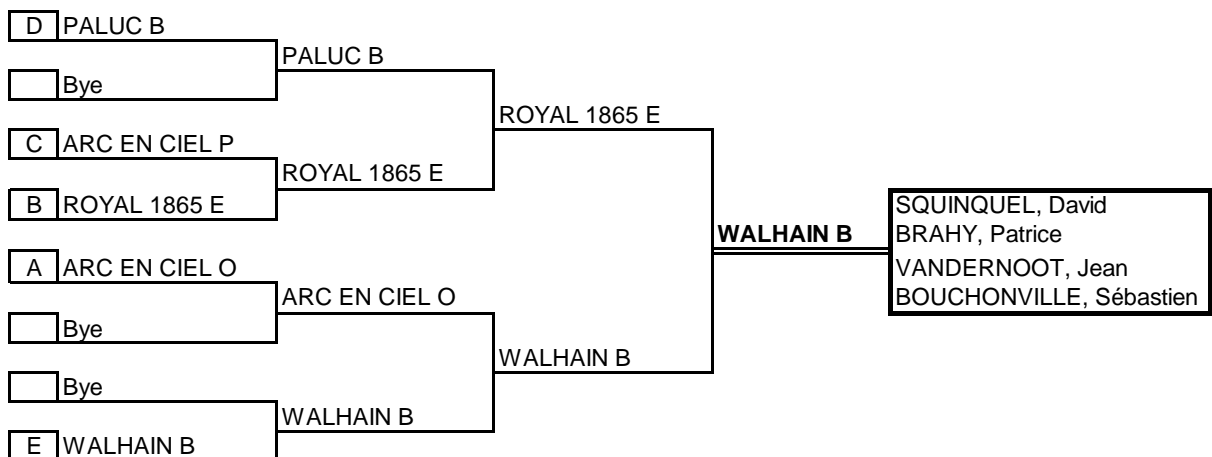 D PALUC B
PALUC B
Bye
ROYAL 1865 E
C ARC EN CIEL P
ROYAL 1865 E
B ROYAL 1865 E
SQUINQUEL, David
WALHAIN B
BRAHY, Patrice
A ARC EN CIEL O
VANDERNOOT, Jean
ARC EN CIEL O
BOUCHONVILLE, Sébastien
Bye
WALHAIN B
Bye
WALHAIN B
E WALHAIN B